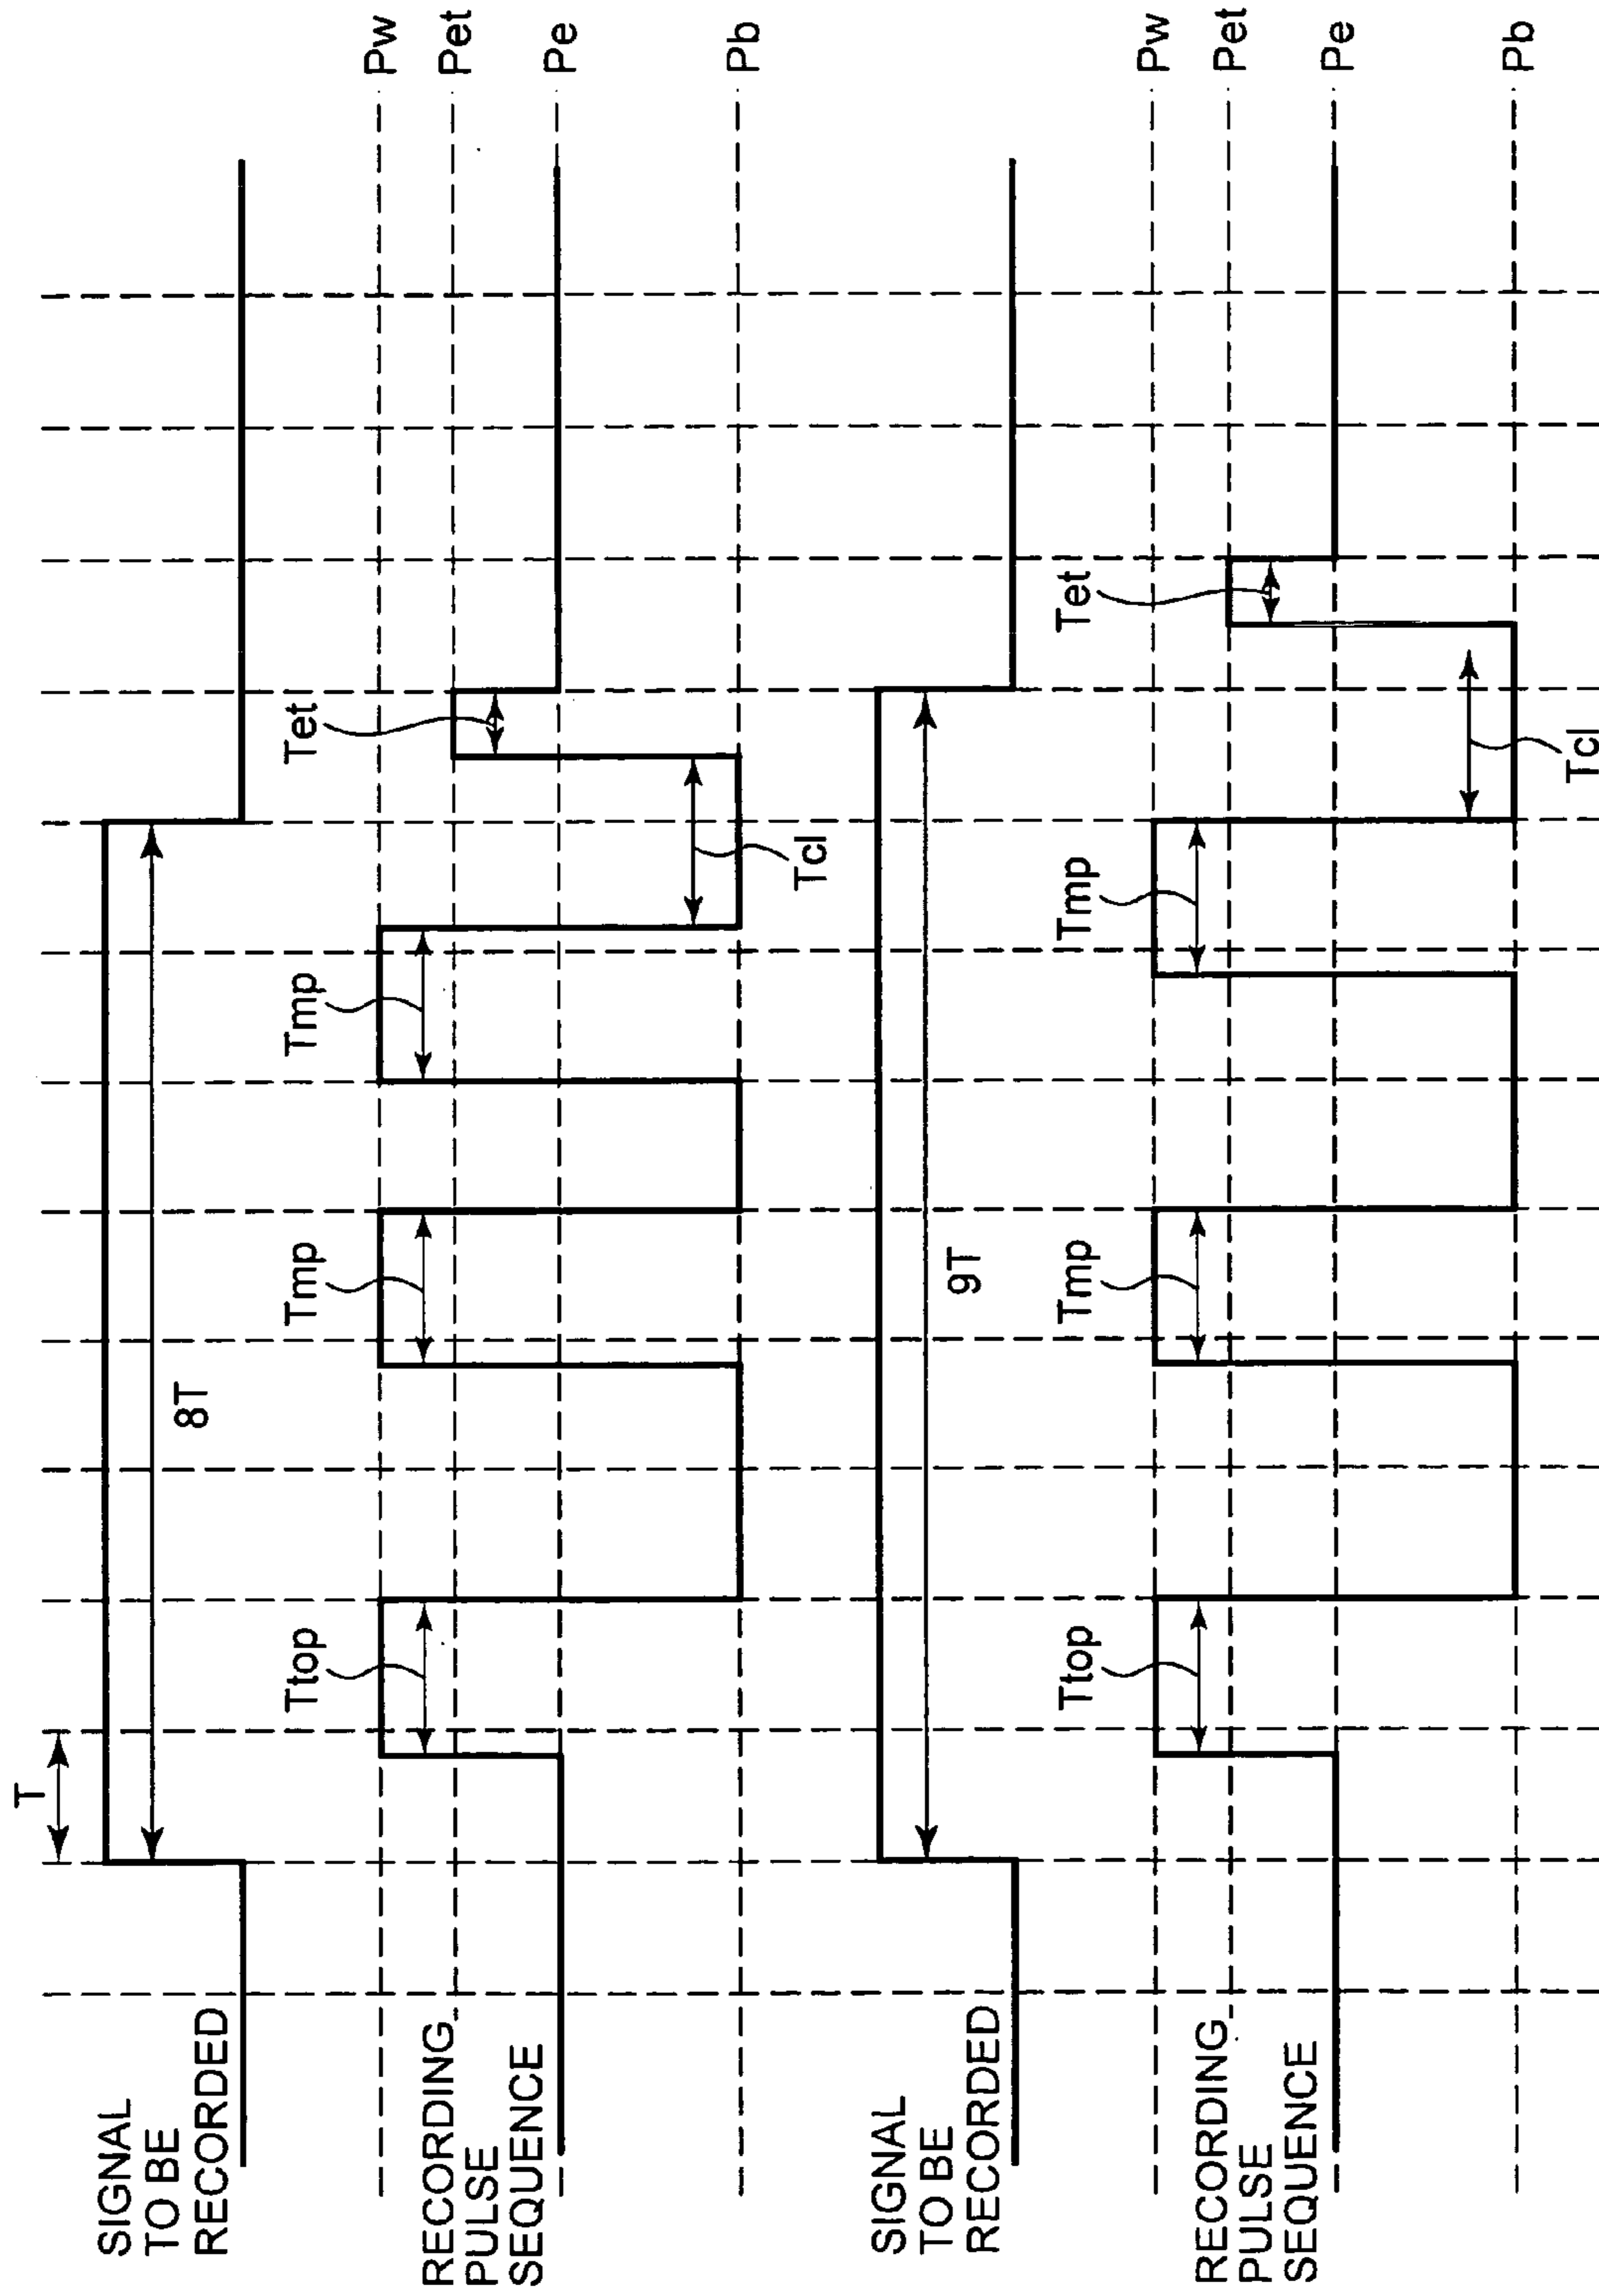 T
SIGNAL
TO BE
RECORDED
8T
RECORDING
PULSE
SEQUENCE
Ttop
Tmp
Tmp
Tcl
Tet
Pw
Pet
Pe
Pb
SIGNAL
TO BE
RECORDED
9T
RECORDING
PULSE
SEQUENCE
Ttop
Tmp
Tmp
Tcl
Tet
Pw
Pet
Pe
Pb